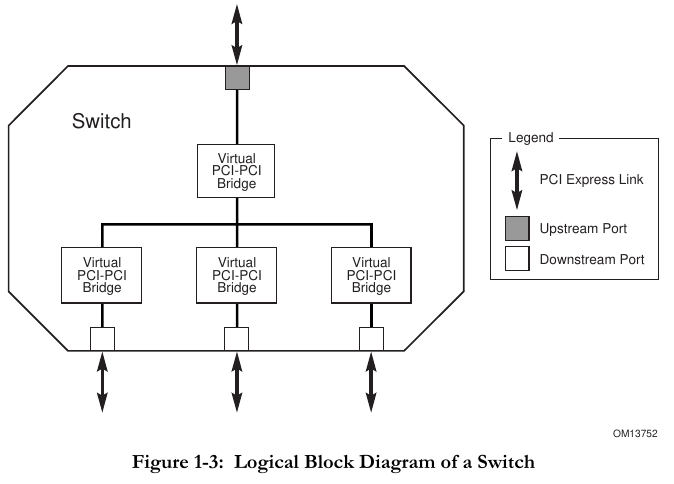 Switch
Virtual
PCI-PCI
Bridge
Virtual
PCI-PCI
Bridge
Virtual
PCI-PCI
Bridge
Virtual
PCI-PCI
Bridge
Legend
PCI Express Link
Upstream Port
Downstream Port
OM13752
Figure 1-3: Logical Block Diagram of a Switch